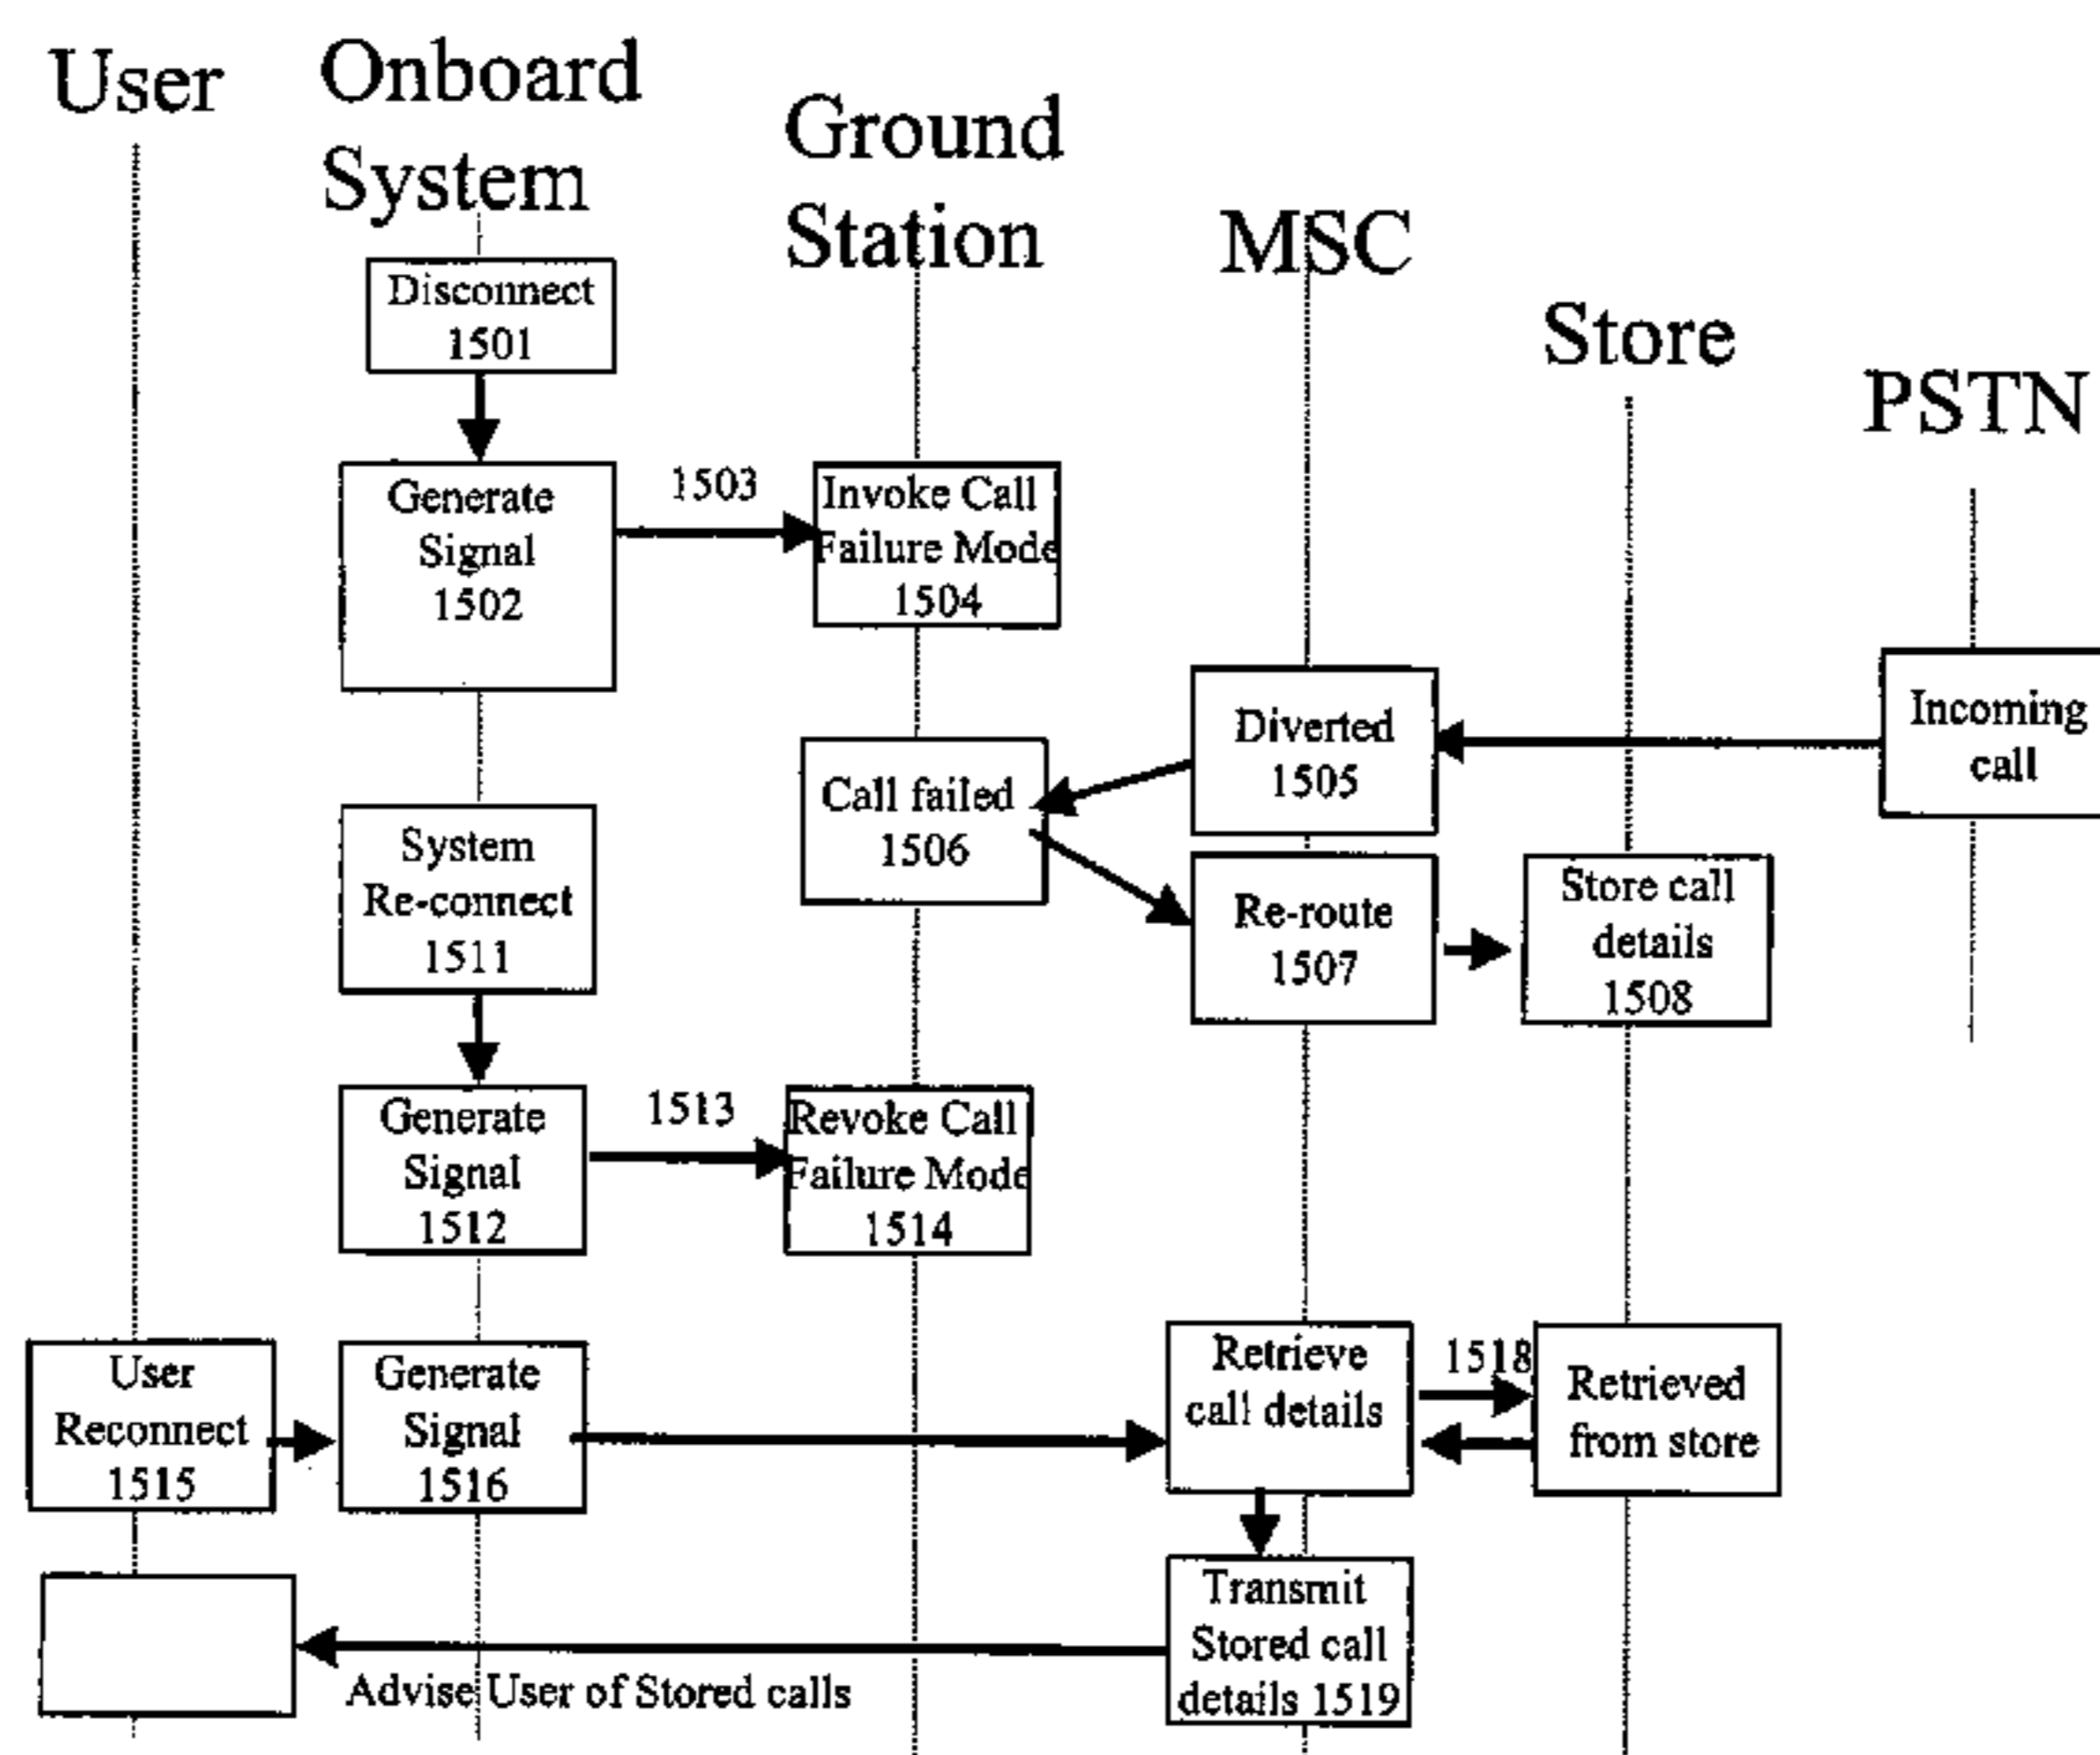 User
Onboard
System
Ground
Station
MSC
Store
PSTN
Disconnect
1501
Generate
Signal
1502
1503
Invoke Call
Failure Mode
1504
Diverted
1505
Incoming
call
Call failed
1506
System
Re-connect
1511
Re-route
1507
Store call
details
1508
Generate
Signal
1512
1513
Revoke Call
Failure Mode
1514
User
Reconnect
1515
Generate
Signal
1516
Retrieve
call details
1518
Retrieved
from store
Transmit
Stored call
details 1519
Advise User of Stored calls